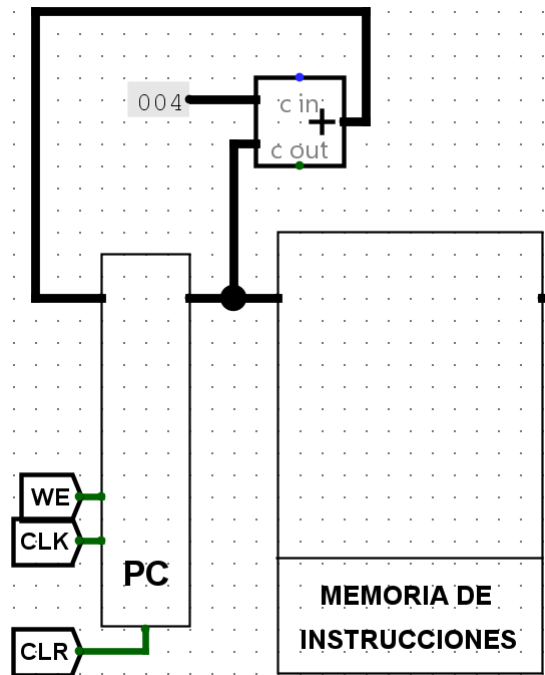 004
c in
+
c out
WE
CLK
PC
CLR
MEMORIA DE
INSTRUCCIONES